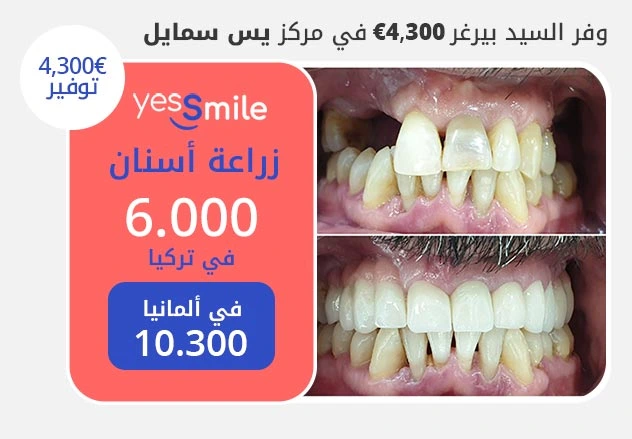 وفر السيد بيرغر 4,300€ في مركز يس سمايل
4,300€
توفير
yesSmile
زراعة أسنان
6.000
في تركيا
في ألمانيا
10.300